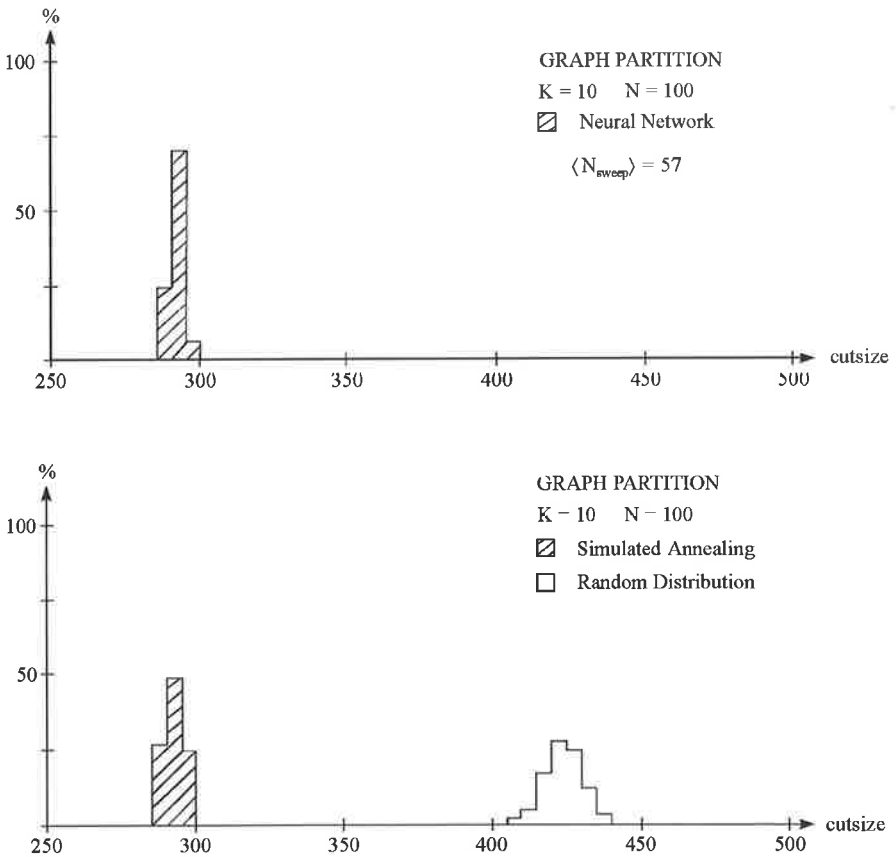 %
100
50
GRAPH PARTITION
K = 10 N = 100
Neural Network
⟨N_sweep⟩ = 57
250 300 350 400 450 500 cutsize
%
100
50
GRAPH PARTITION
K = 10 N = 100
Simulated Annealing
Random Distribution
250 300 350 400 450 500 cutsize